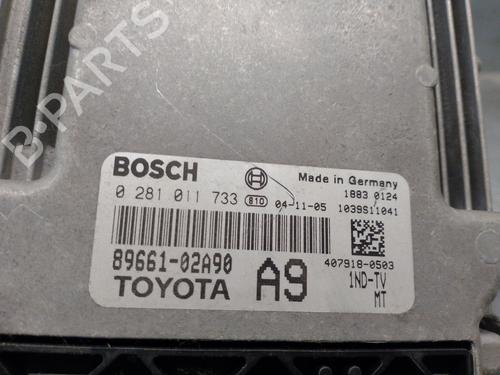 B-PARTS
BOSCH
Made in Germany
0 281 011 733 810 04-11-05
1883 0124
1039S11041
89661-02A90
TOYOTA
A9
407918-0503
1ND-TV
MT